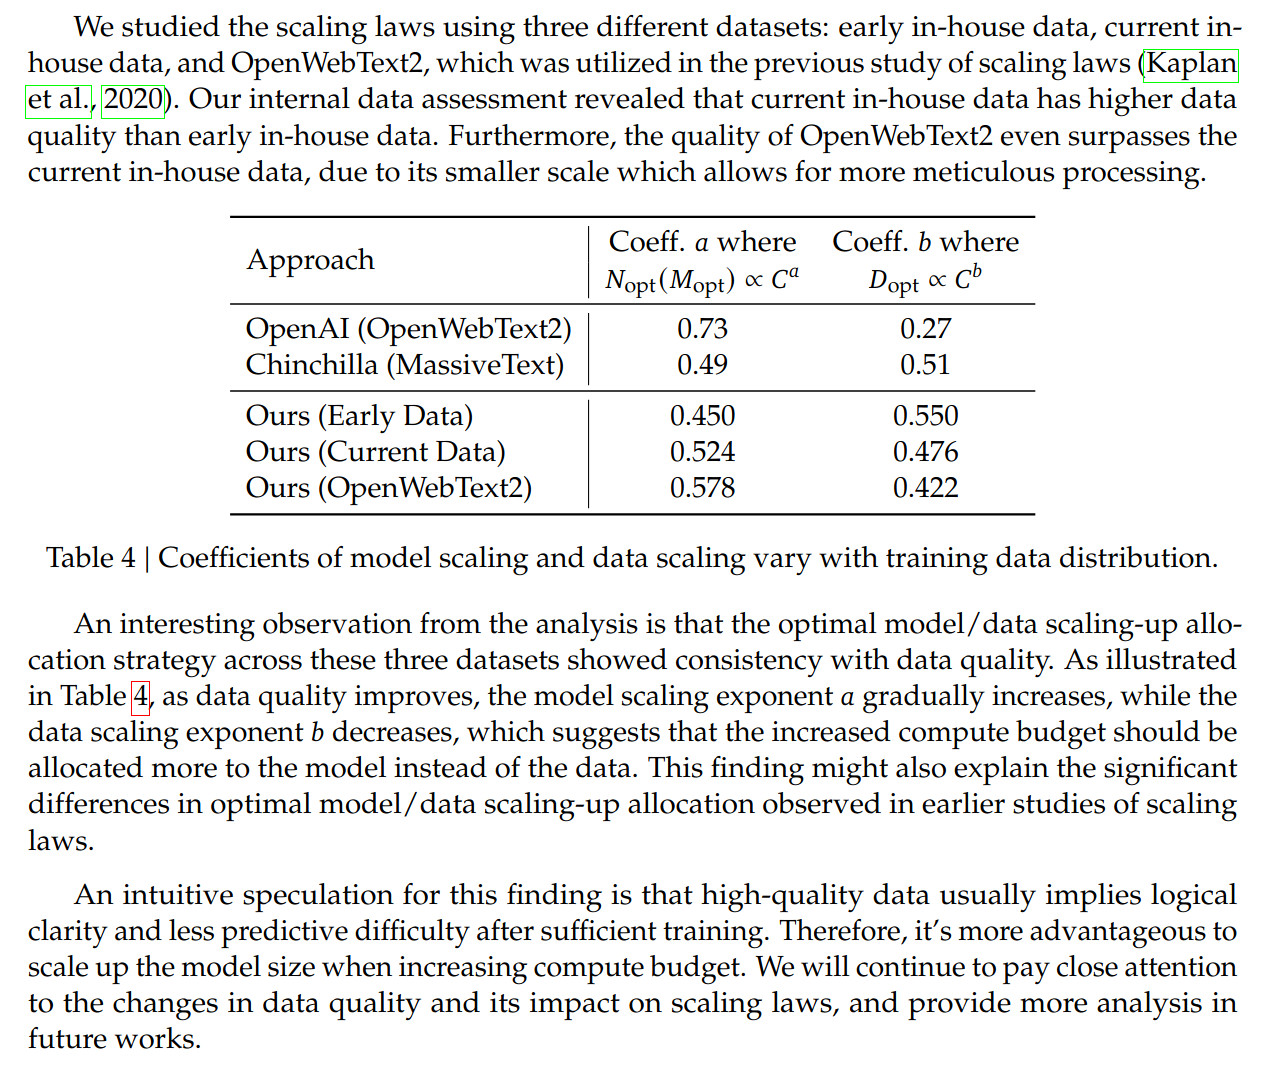 We studied the scaling laws using three different datasets: early in-house data, current in-
house data, and OpenWebText2, which was utilized in the previous study of scaling laws (Kaplan
et al., 2020). Our internal data assessment revealed that current in-house data has higher data
quality than early in-house data. Furthermore, the quality of OpenWebText2 even surpasses the
current in-house data, due to its smaller scale which allows for more meticulous processing.
Approach | Coeff. a where N_opt(M_opt) ∝ C^a | Coeff. b where D_opt ∝ C^b
OpenAI (OpenWebText2) | 0.73 | 0.27
Chinchilla (MassiveText) | 0.49 | 0.51
Ours (Early Data) | 0.450 | 0.550
Ours (Current Data) | 0.524 | 0.476
Ours (OpenWebText2) | 0.578 | 0.422
Table 4 | Coefficients of model scaling and data scaling vary with training data distribution.
An interesting observation from the analysis is that the optimal model/data scaling-up allo-
cation strategy across these three datasets showed consistency with data quality. As illustrated
in Table 4, as data quality improves, the model scaling exponent a gradually increases, while the
data scaling exponent b decreases, which suggests that the increased compute budget should be
allocated more to the model instead of the data. This finding might also explain the significant
differences in optimal model/data scaling-up allocation observed in earlier studies of scaling
laws.
An intuitive speculation for this finding is that high-quality data usually implies logical
clarity and less predictive difficulty after sufficient training. Therefore, it's more advantageous to
scale up the model size when increasing compute budget. We will continue to pay close attention
to the changes in data quality and its impact on scaling laws, and provide more analysis in
future works.